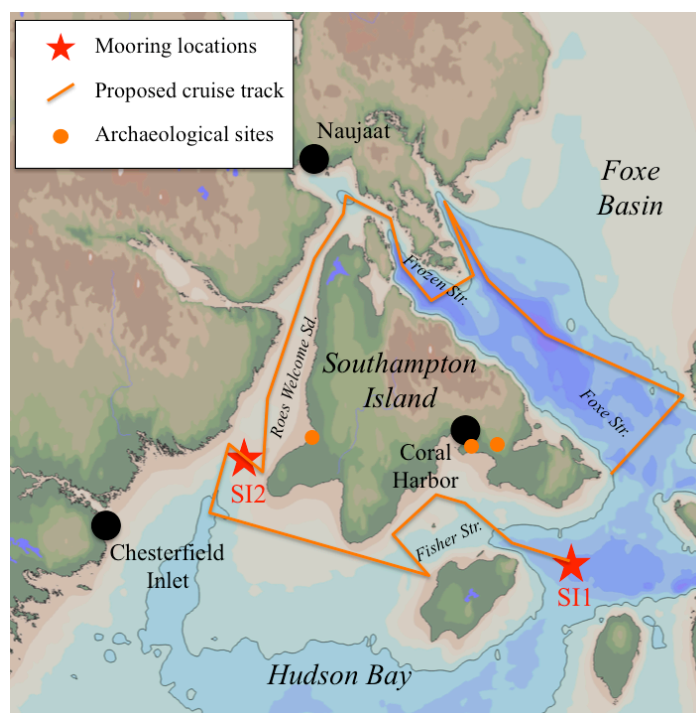 Mooring locations
Proposed cruise track
Archaeological sites
Naujaat
Foxe
Basin
Frozen Str.
Roes Welcome Sd.
Southampton
Island
Foxe Str.
Coral
Harbor
SI2
Fisher Str.
Chesterfield
Inlet
SI1
Hudson Bay